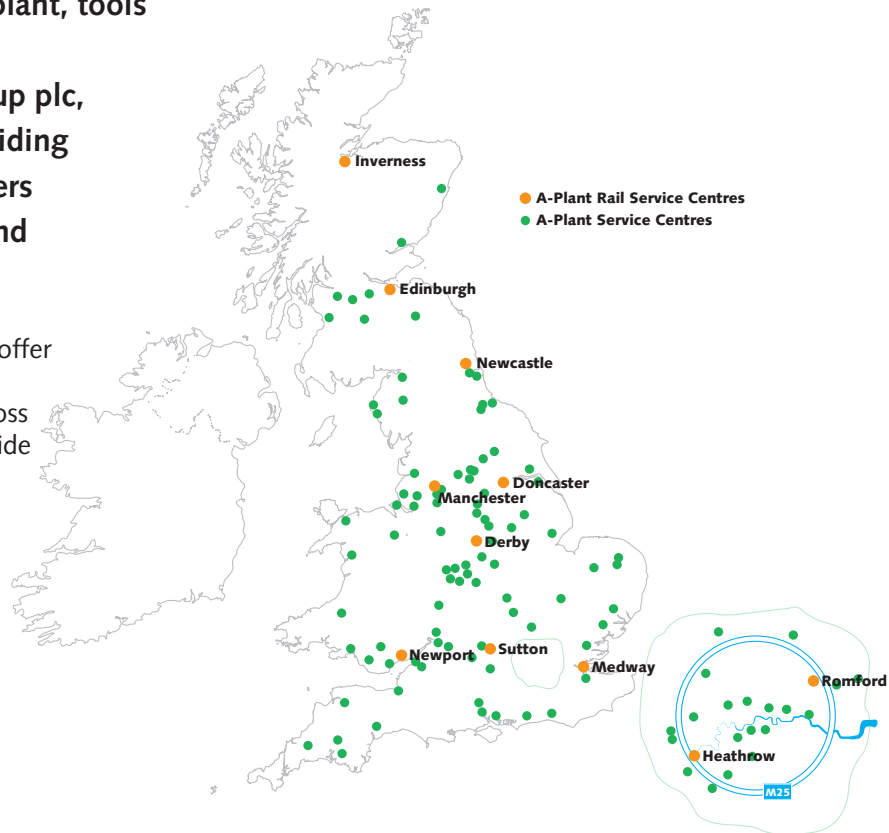 plant, tools
up plc,
iding
ers
nd
offer
oss
ide
Inverness
A-Plant Rail Service Centres
A-Plant Service Centres
Edinburgh
Newcastle
Doncaster
Manchester
Derby
Newport
Sutton
Medway
Romford
Heathrow
M25